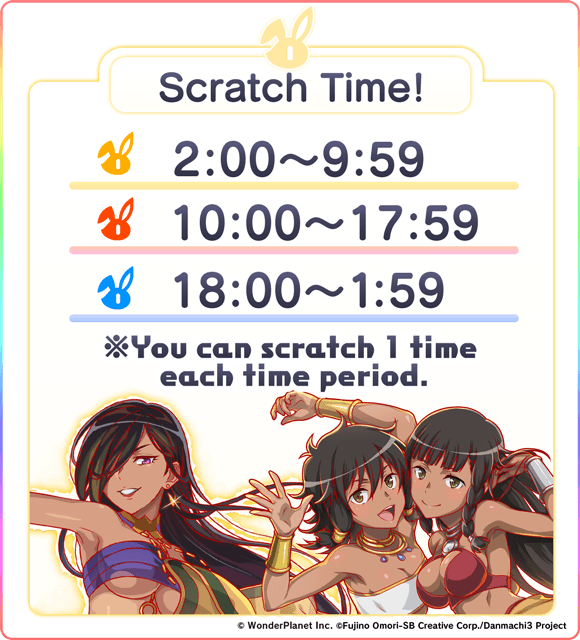 Scratch Time!
2:00～9:59
10:00～17:59
18:00～1:59
※You can scratch 1 time
each time period.
© WonderPlanet Inc. ©Fujino Omori-SB Creative Corp./Danmachi3 Project